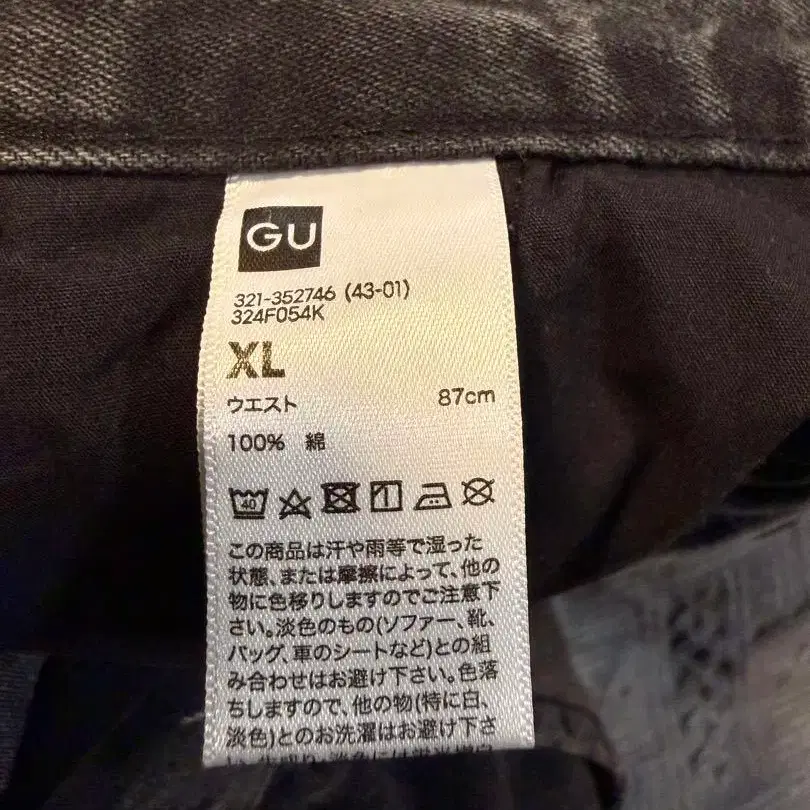 GU
321-352746 (43-01)
324F054K
XL
ウエスト 87cm
100% 綿
40
この商品は汗や雨等で湿った
状態、または摩擦によって、他の
物に色移りしますのでご注意下
さい。淡色のもの(ソファー、靴、
バッグ、車のシートなど)との組
み合わせはお避け下さい。色落
ちしますので、他の物(特に白、
淡色)とのお洗濯はお避け下さ